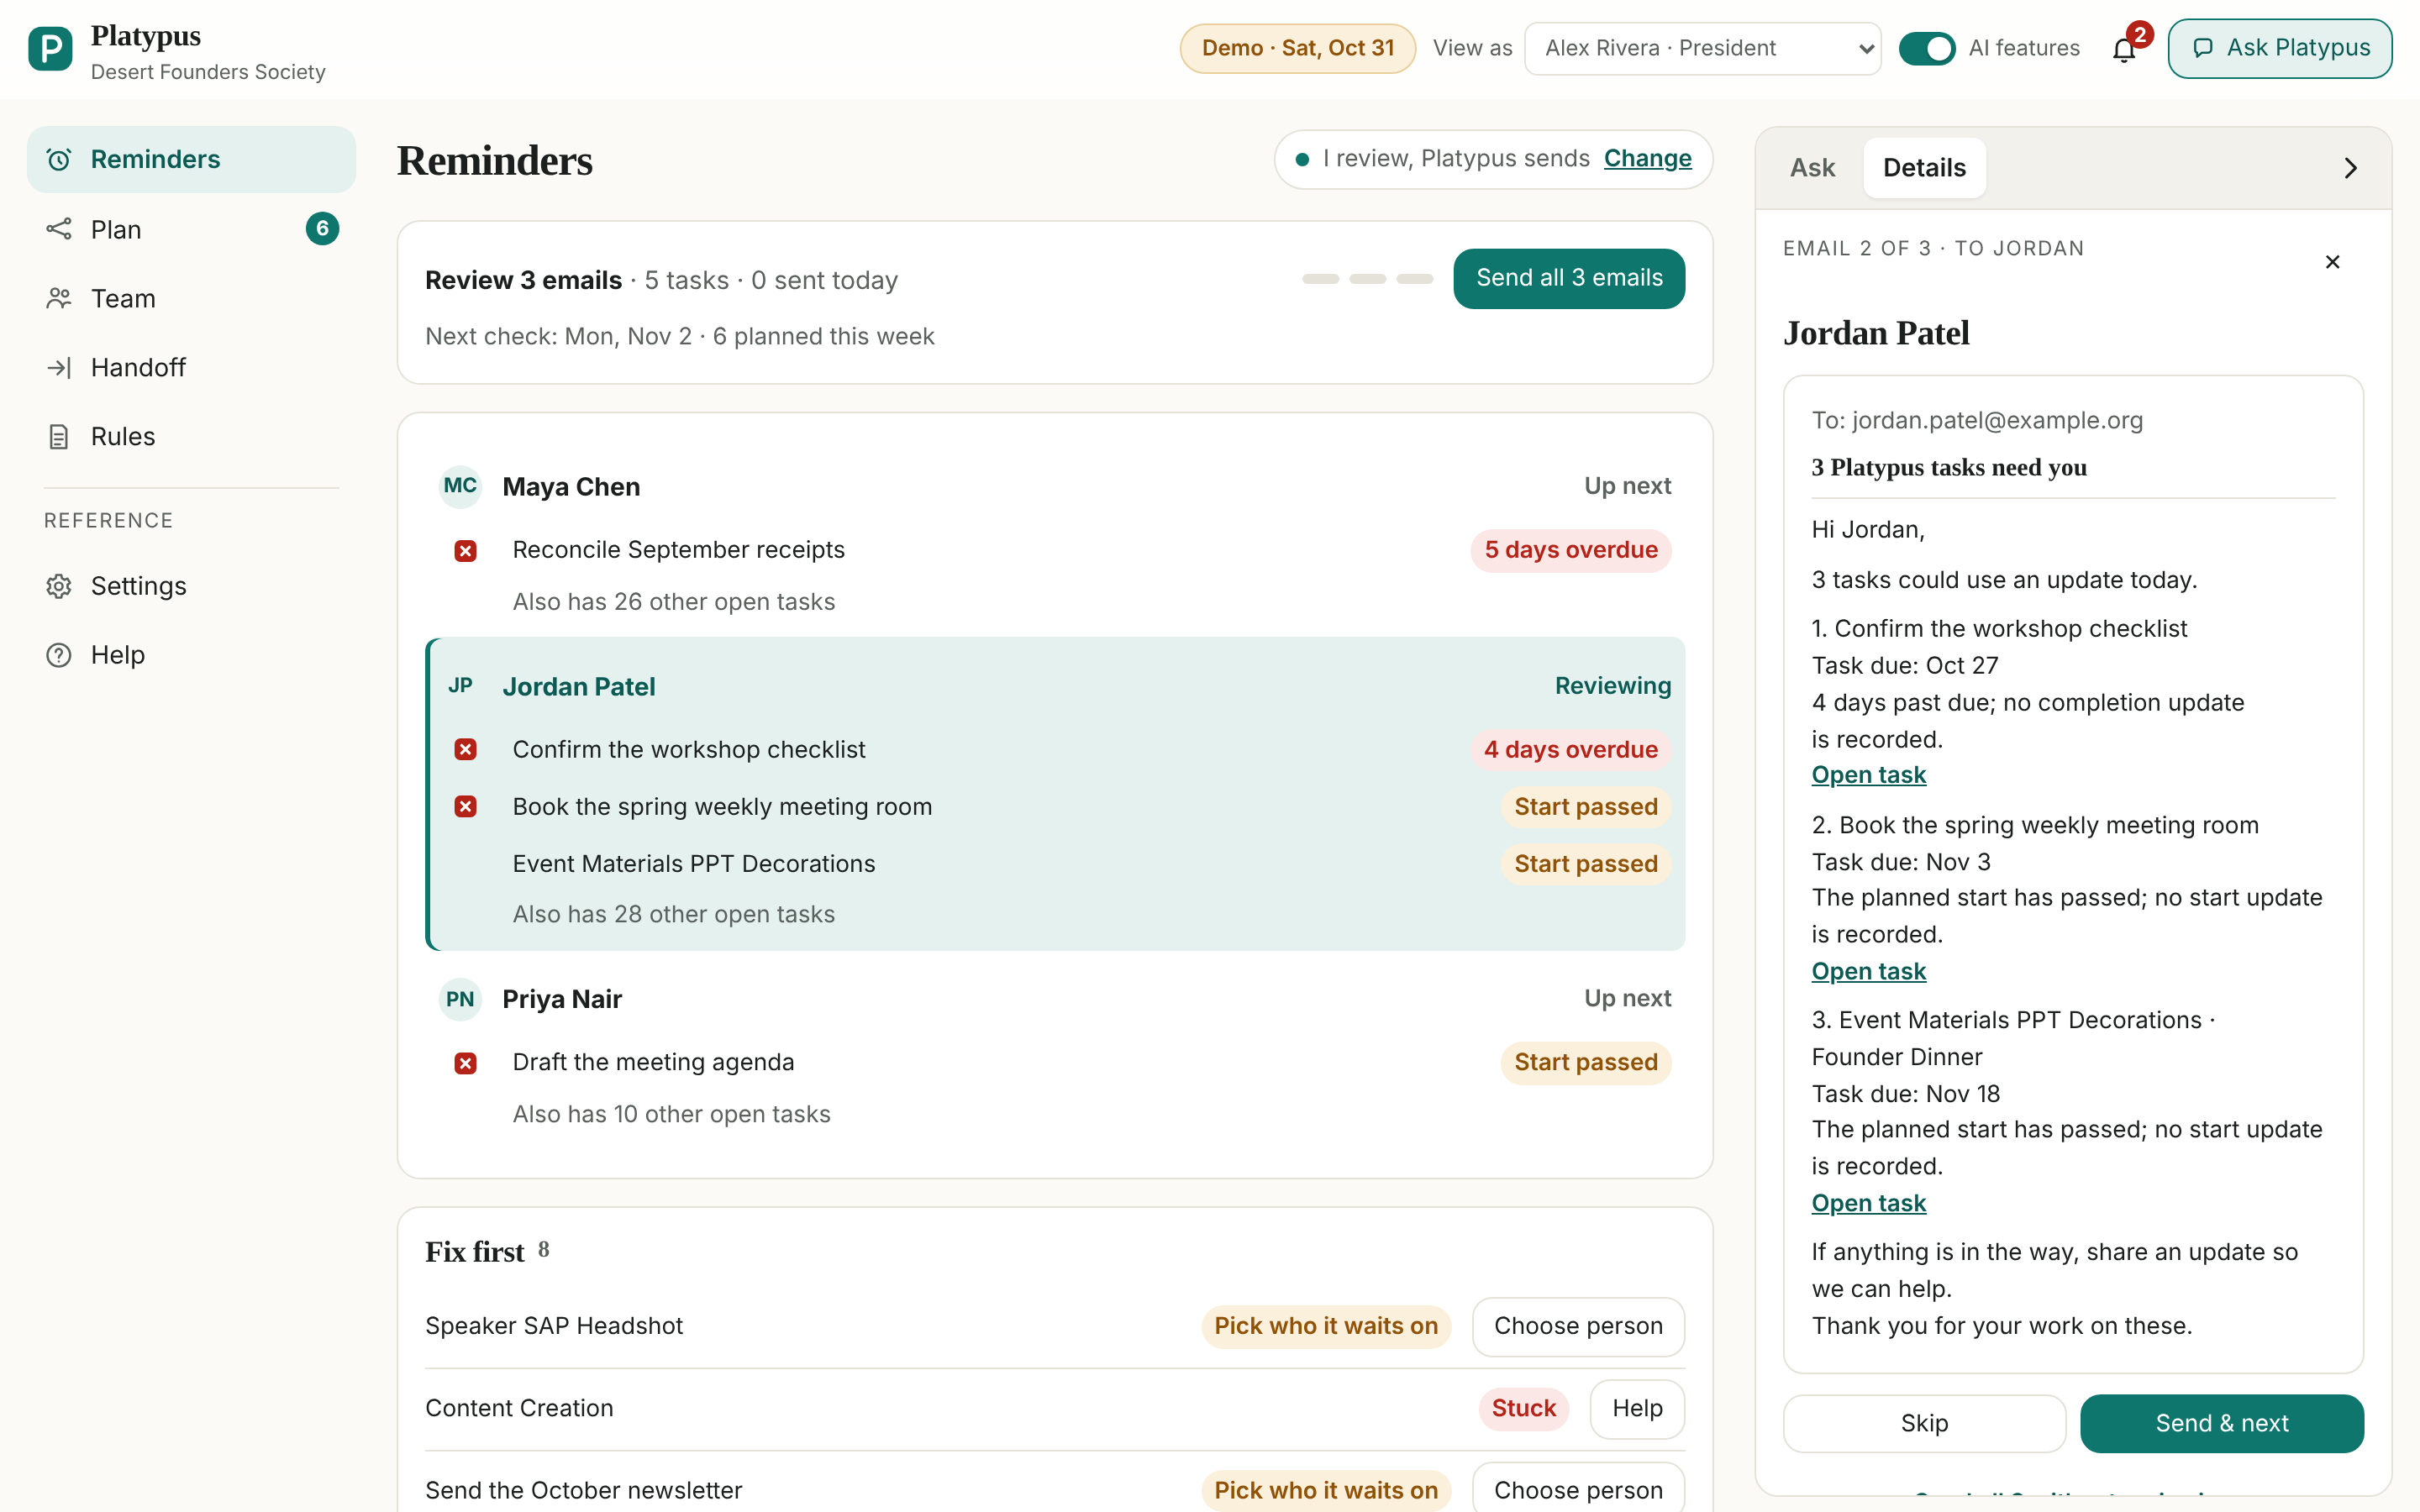 Platypus
Desert Founders Society
Demo · Sat, Oct 31
View as
Alex Rivera · President
AI features
2
Ask Platypus
Reminders
Plan
6
Team
Handoff
Rules
REFERENCE
Settings
Help
Reminders
I review, Platypus sends Change
Review 3 emails · 5 tasks · 0 sent today
Send all 3 emails
Next check: Mon, Nov 2 · 6 planned this week
MC
Maya Chen
Up next
Reconcile September receipts
5 days overdue
Also has 26 other open tasks
JP
Jordan Patel
Reviewing
Confirm the workshop checklist
4 days overdue
Book the spring weekly meeting room
Start passed
Event Materials PPT Decorations
Start passed
Also has 28 other open tasks
PN
Priya Nair
Up next
Draft the meeting agenda
Start passed
Also has 10 other open tasks
Fix first 8
Speaker SAP Headshot
Pick who it waits on
Choose person
Content Creation
Stuck
Help
Send the October newsletter
Pick who it waits on
Choose person
Ask
Details
EMAIL 2 OF 3 · TO JORDAN
Jordan Patel
To: jordan.patel@example.org
3 Platypus tasks need you
Hi Jordan,
3 tasks could use an update today.
1. Confirm the workshop checklist
Task due: Oct 27
4 days past due; no completion update
is recorded.
Open task
2. Book the spring weekly meeting room
Task due: Nov 3
The planned start has passed; no start update
is recorded.
Open task
3. Event Materials PPT Decorations ·
Founder Dinner
Task due: Nov 18
The planned start has passed; no start update
is recorded.
Open task
If anything is in the way, share an update so
we can help.
Thank you for your work on these.
Skip
Send & next